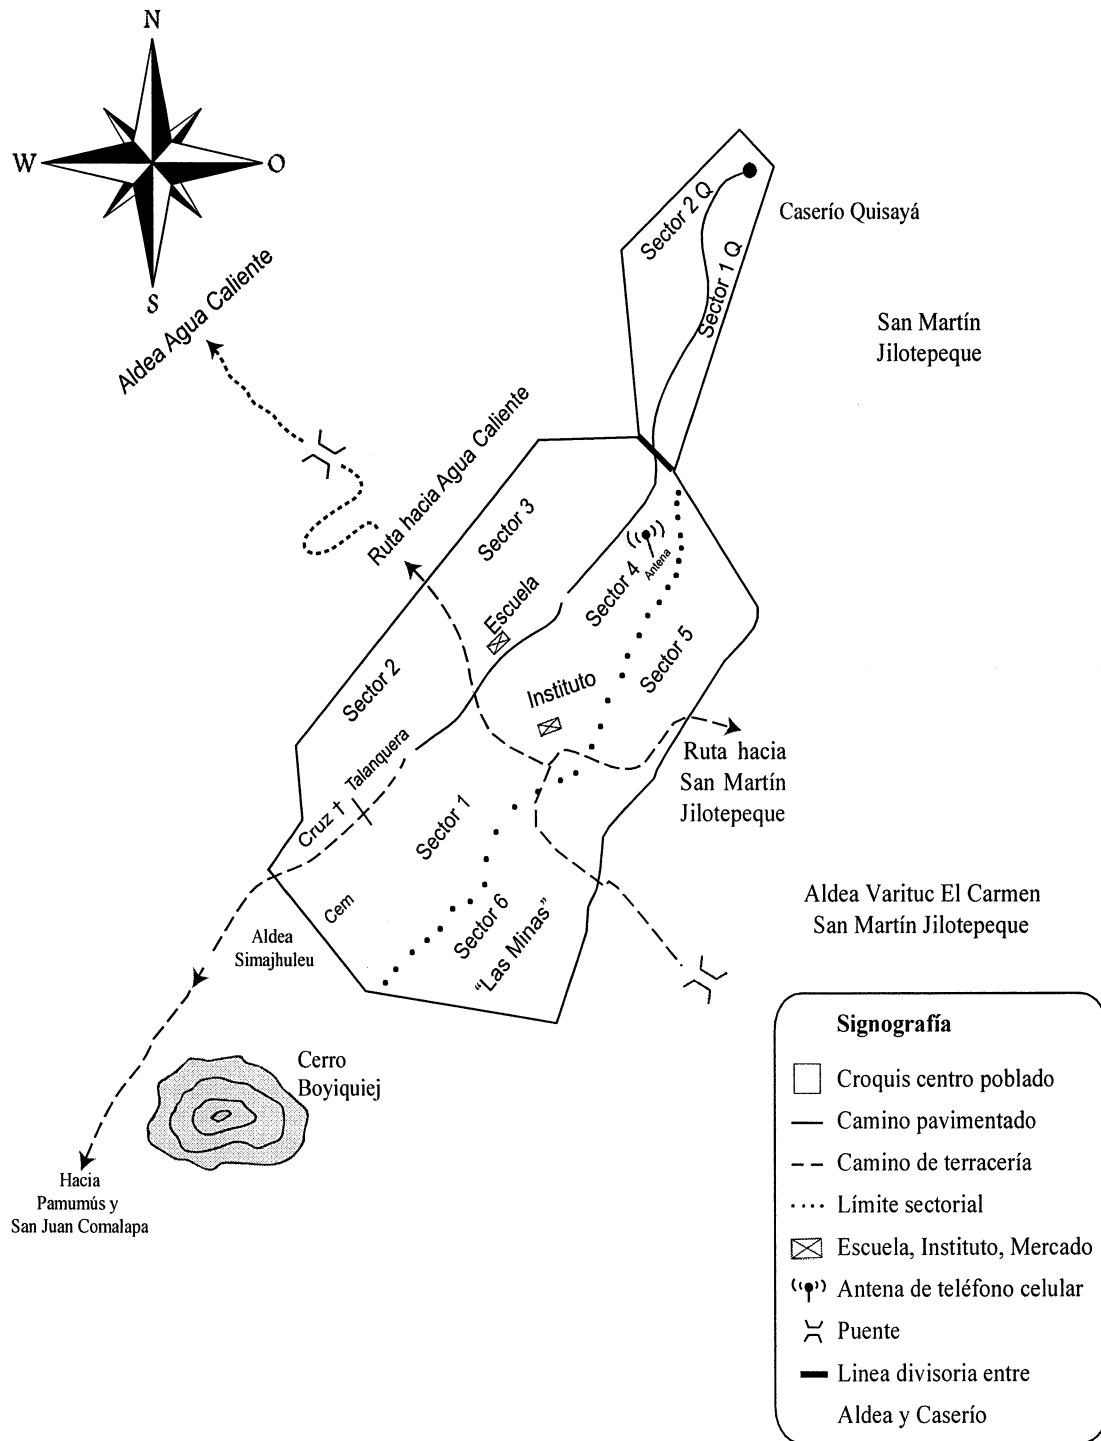 N
W
O
S
Aldea Agua Caliente
Sector 2 Q
Sector 1 Q
Caserío Quisayá
San Martín
Jilotepeque
Ruta hacia Agua Caliente
Sector 3
Antena
Sector 4
Escuela
Sector 5
Sector 2
Instituto
Ruta hacia
San Martín
Jilotepeque
Talanquera
Cruz †
Sector 1
Cem
Sector 6
"Las Minas"
Aldea Varituc El Carmen
San Martín Jilotepeque
Aldea
Simajhuleu
Cerro
Boyiquiej
Hacia
Pamumús y
San Juan Comalapa
Signografía
Croquis centro poblado
Camino pavimentado
Camino de terracería
Límite sectorial
Escuela, Instituto, Mercado
Antena de teléfono celular
Puente
Linea divisoria entre
Aldea y Caserío